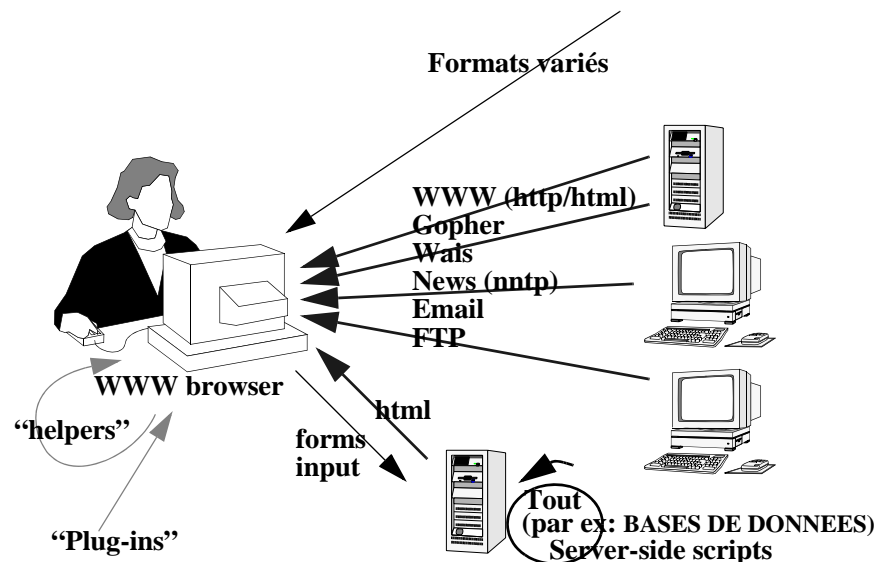 Formats variés
WWW (http/html)
Gopher
Wais
News (nntp)
Email
FTP
WWW browser
html
“helpers”
forms
input
Tout
(par ex: BASES DE DONNEES)
Server-side scripts
“Plug-ins”